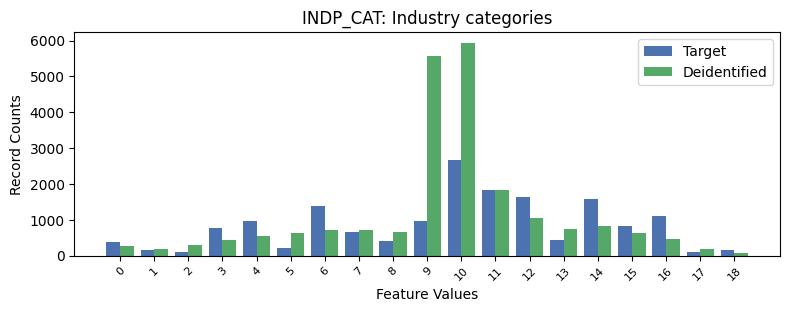 INDP_CAT: Industry categories
Target
Deidentified
Record Counts
6000
5000
4000
3000
2000
1000
0
0 1 2 3 4 5 6 7 8 9 10 11 12 13 14 15 16 17 18
Feature Values